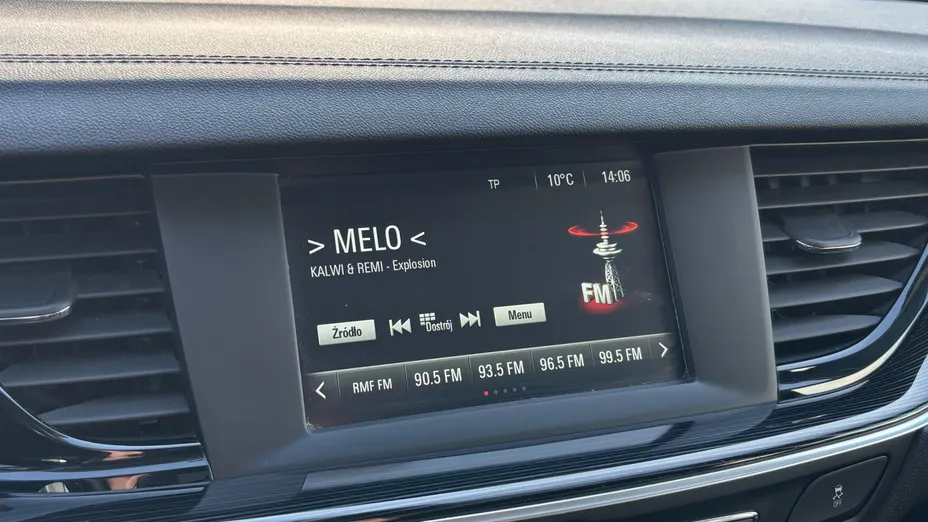 TP 10°C 14:06
> MELO <
KALWI & REMI - Explosion
FM
Źródło Dostrój Menu
RMF FM 90.5 FM 93.5 FM 96.5 FM 99.5 FM
OFF